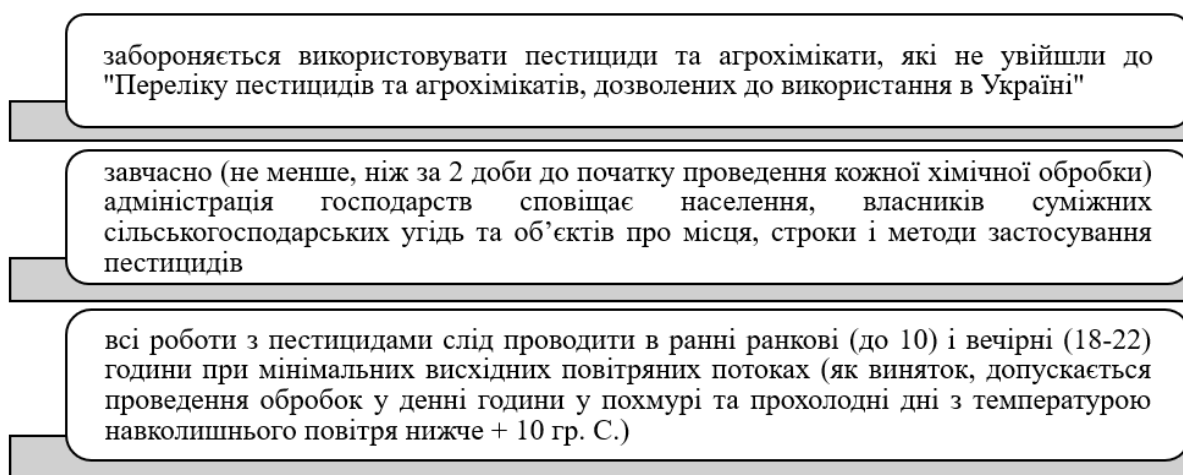 забороняється використовувати пестициди та агрохімікати, які не увійшли до
"Переліку пестицидів та агрохімікатів, дозволених до використання в Україні"
завчасно (не менше, ніж за 2 доби до початку проведення кожної хімічної обробки)
адміністрація господарств сповіщає населення, власників суміжних
сільськогосподарських угідь та об’єктів про місця, строки і методи застосування
пестицидів
всі роботи з пестицидами слід проводити в ранні ранкові (до 10) і вечірні (18-22)
години при мінімальних висхідних повітряних потоках (як виняток, допускається
проведення обробок у денні години у похмурі та прохолодні дні з температурою
навколишнього повітря нижче + 10 гр. С.)